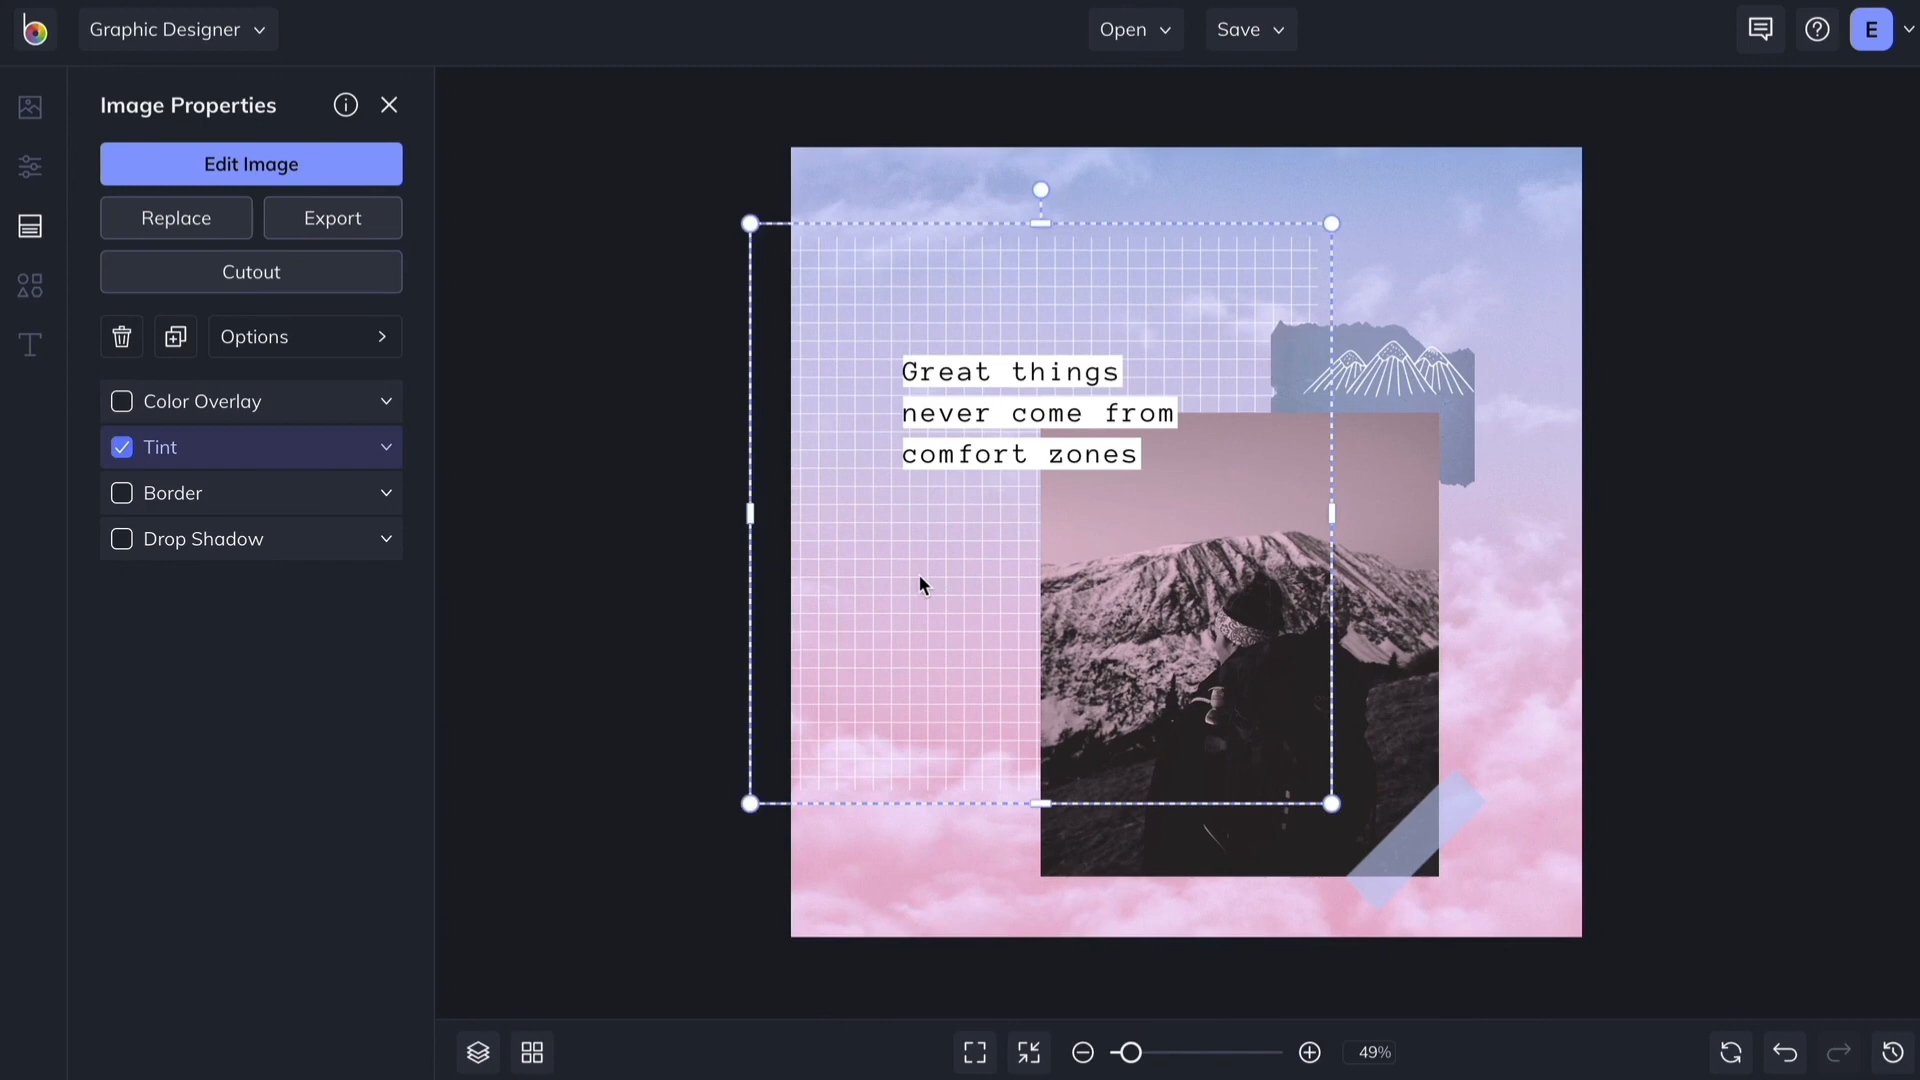 Graphic Designer
Open
Save
E
Image Properties
Edit Image
Replace
Export
Cutout
Options
Color Overlay
Tint
Border
Drop Shadow
Great things
never come from
comfort zones
49%